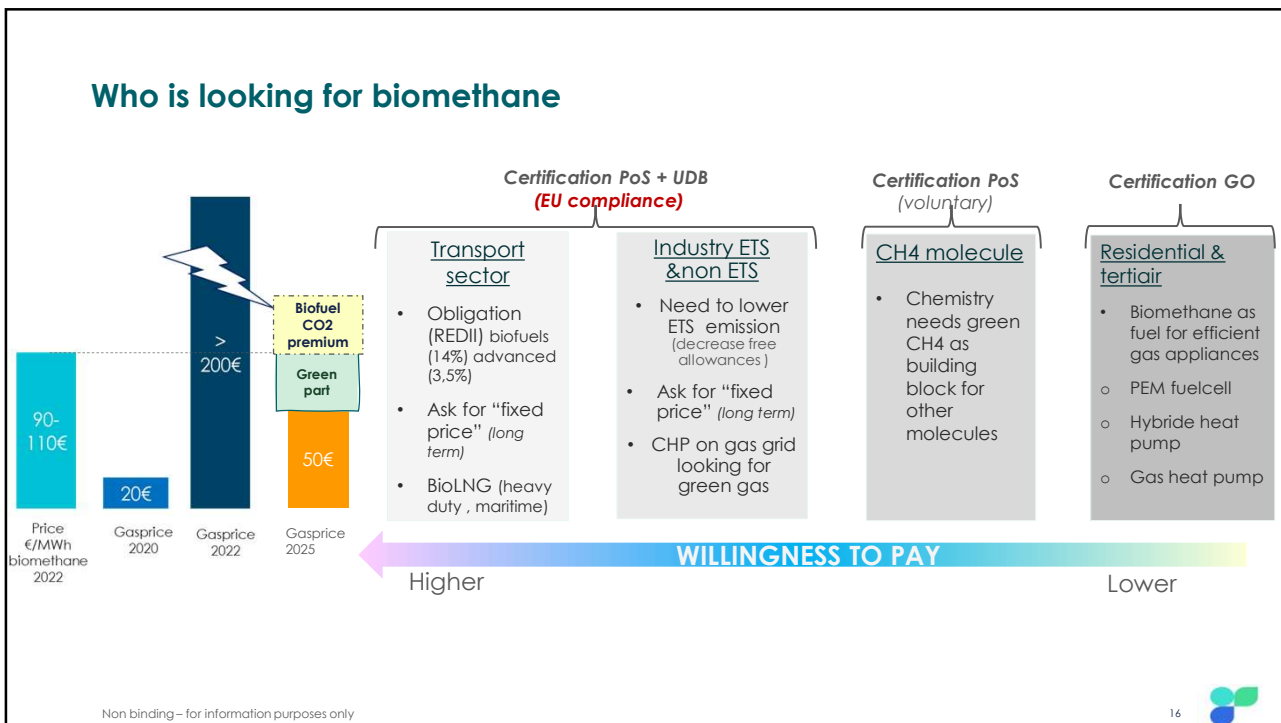 Who is looking for biomethane
90-
110€
Price
€/MWh
biomethane
2022
20€
Gasprice
2020
>
200€
Gasprice
2022
Biofuel
CO2
premium
Green
part
50€
Gasprice
2025
Certification PoS + UDB
(EU compliance)
Transport
sector
• Obligation
(REDII) biofuels
(14%) advanced
(3,5%)
• Ask for “fixed
price” (long
term)
• BioLNG (heavy
duty , maritime)
Industry ETS
&non ETS
• Need to lower
ETS emission
(decrease free
allowances )
• Ask for “fixed
price” (long term)
• CHP on gas grid
looking for
green gas
Certification PoS
(voluntary)
CH4 molecule
• Chemistry
needs green
CH4 as
building
block for
other
molecules
Certification GO
Residential &
tertiair
• Biomethane as
fuel for efficient
gas appliances
o PEM fuelcell
o Hybride heat
pump
o Gas heat pump
WILLINGNESS TO PAY
Higher
Lower
Non binding – for information purposes only
16